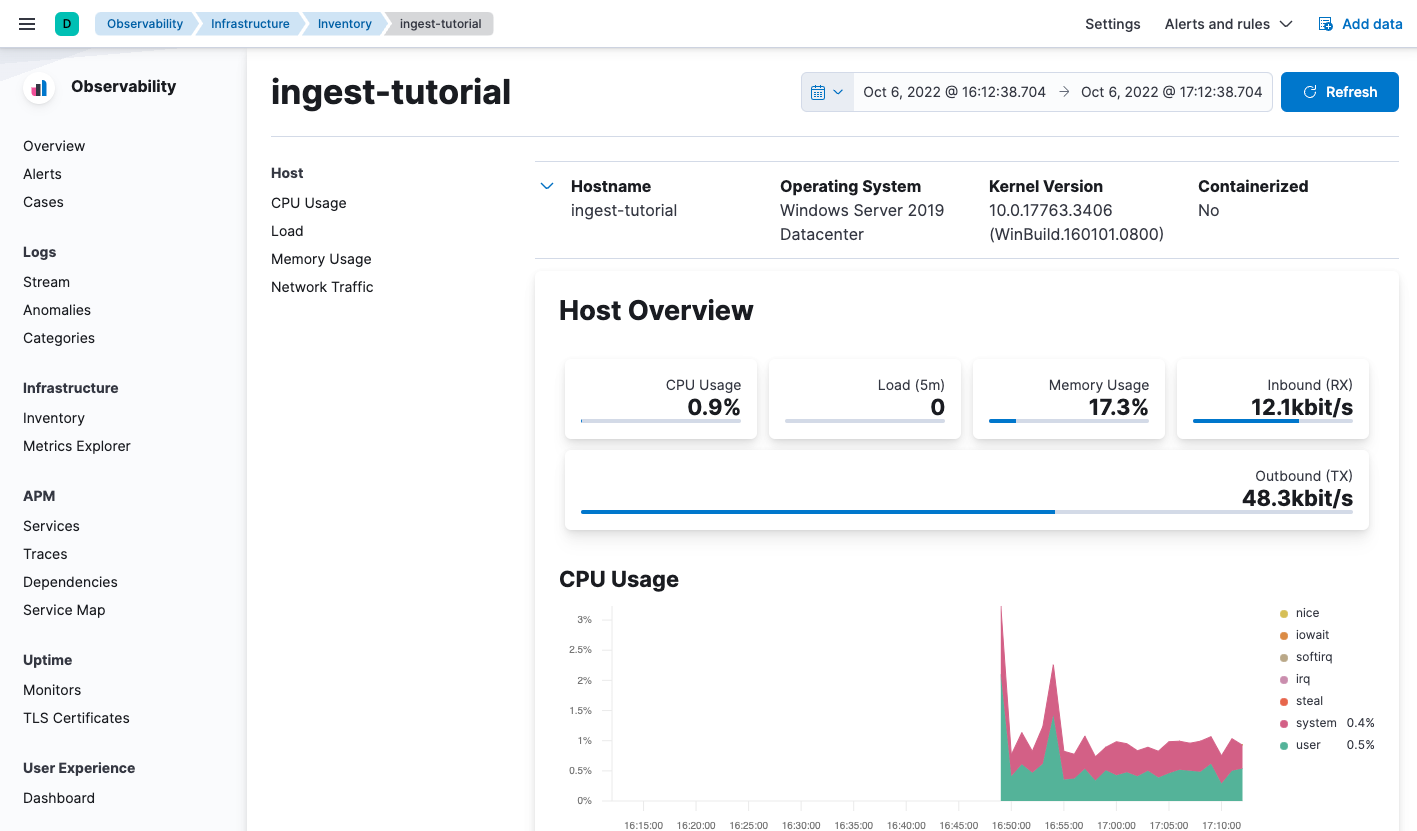 D
Observability
Infrastructure
Inventory
ingest-tutorial
Settings
Alerts and rules
Add data
Observability
Overview
Alerts
Cases
Logs
Stream
Anomalies
Categories
Infrastructure
Inventory
Metrics Explorer
APM
Services
Traces
Dependencies
Service Map
Uptime
Monitors
TLS Certificates
User Experience
Dashboard
ingest-tutorial
Oct 6, 2022 @ 16:12:38.704 → Oct 6, 2022 @ 17:12:38.704
Refresh
Host
CPU Usage
Load
Memory Usage
Network Traffic
Hostname
ingest-tutorial
Operating System
Windows Server 2019
Datacenter
Kernel Version
10.0.17763.3406
(WinBuild.160101.0800)
Containerized
No
Host Overview
CPU Usage
0.9%
Load (5m)
0
Memory Usage
17.3%
Inbound (RX)
12.1kbit/s
Outbound (TX)
48.3kbit/s
CPU Usage
3%
2.5%
2%
1.5%
1%
0.5%
0%
16:15:00 16:20:00 16:25:00 16:30:00 16:35:00 16:40:00 16:45:00 16:50:00 16:55:00 17:00:00 17:05:00 17:10:00
nice
iowait
softirq
irq
steal
system 0.4%
user 0.5%